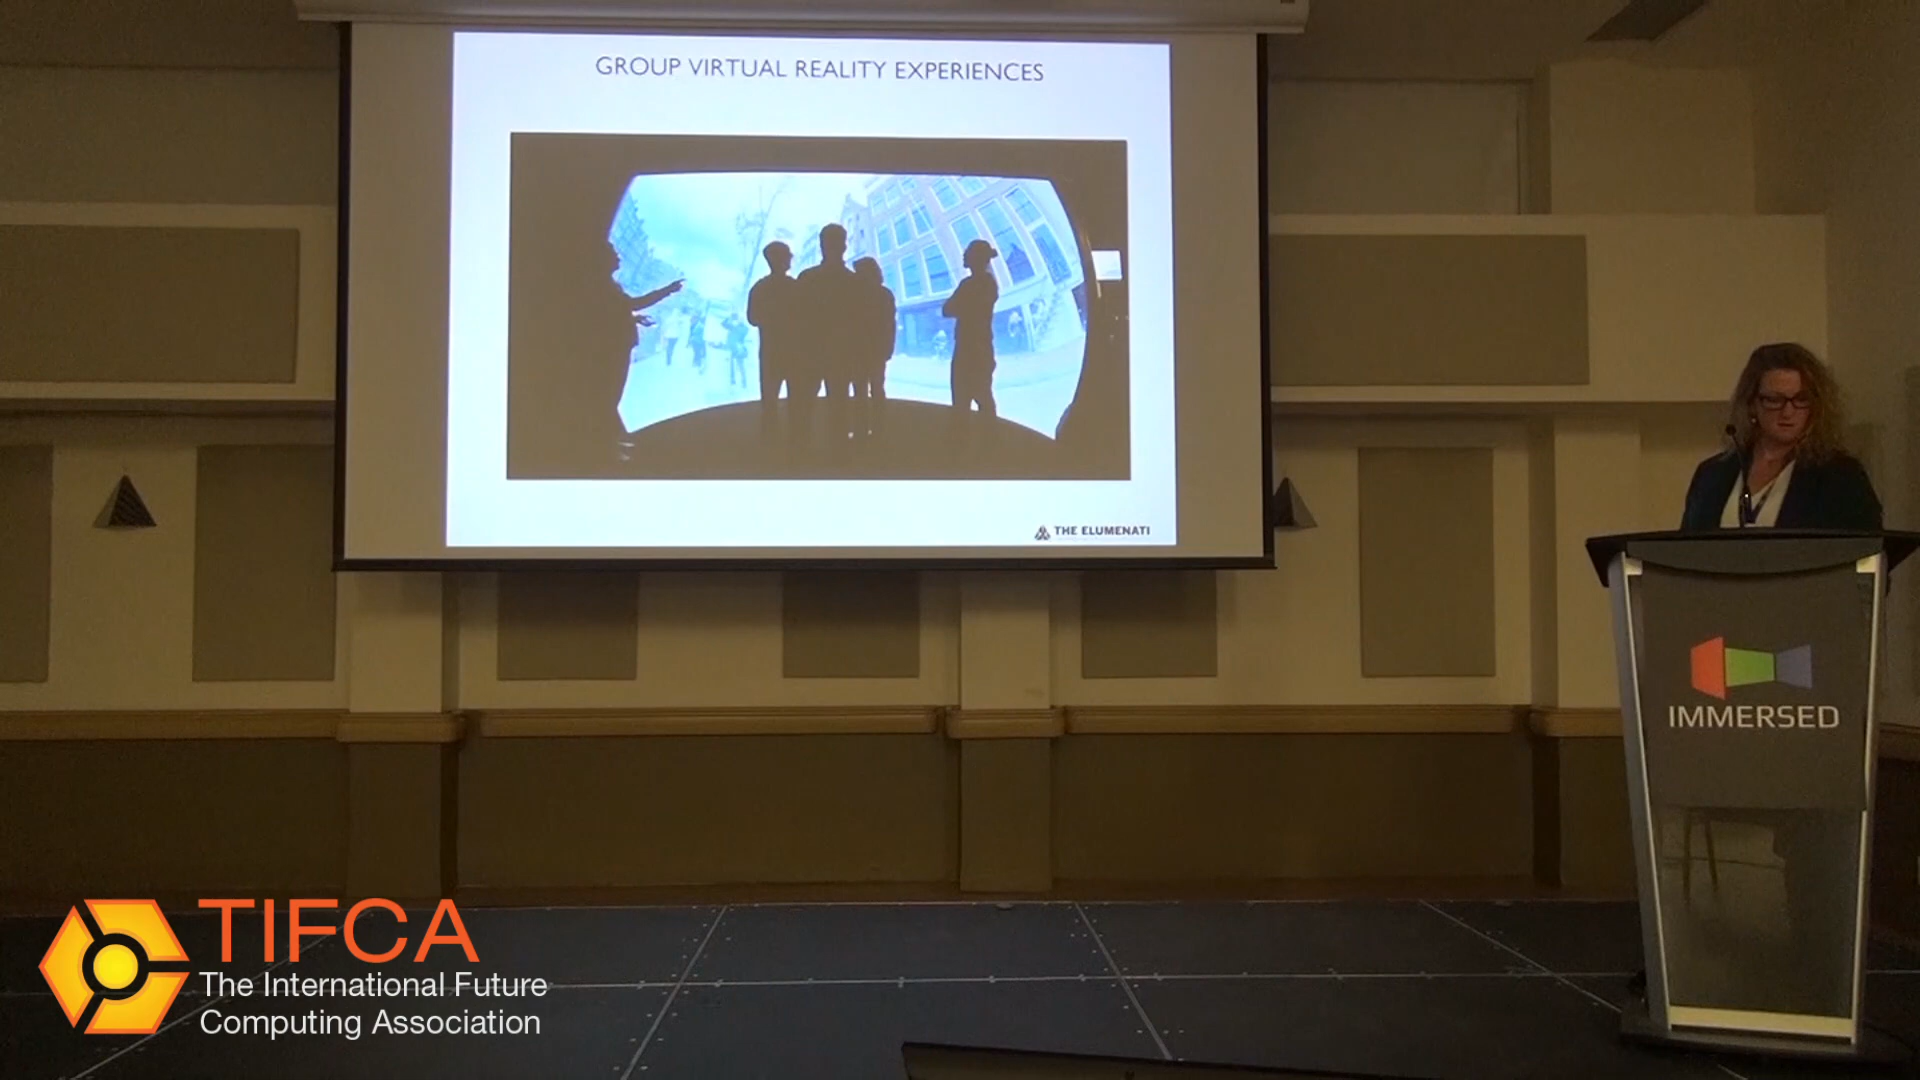 GROUP VIRTUAL REALITY EXPERIENCES
THE ELUMENATI
IMMERSED
TIFCA
The International Future
Computing Association